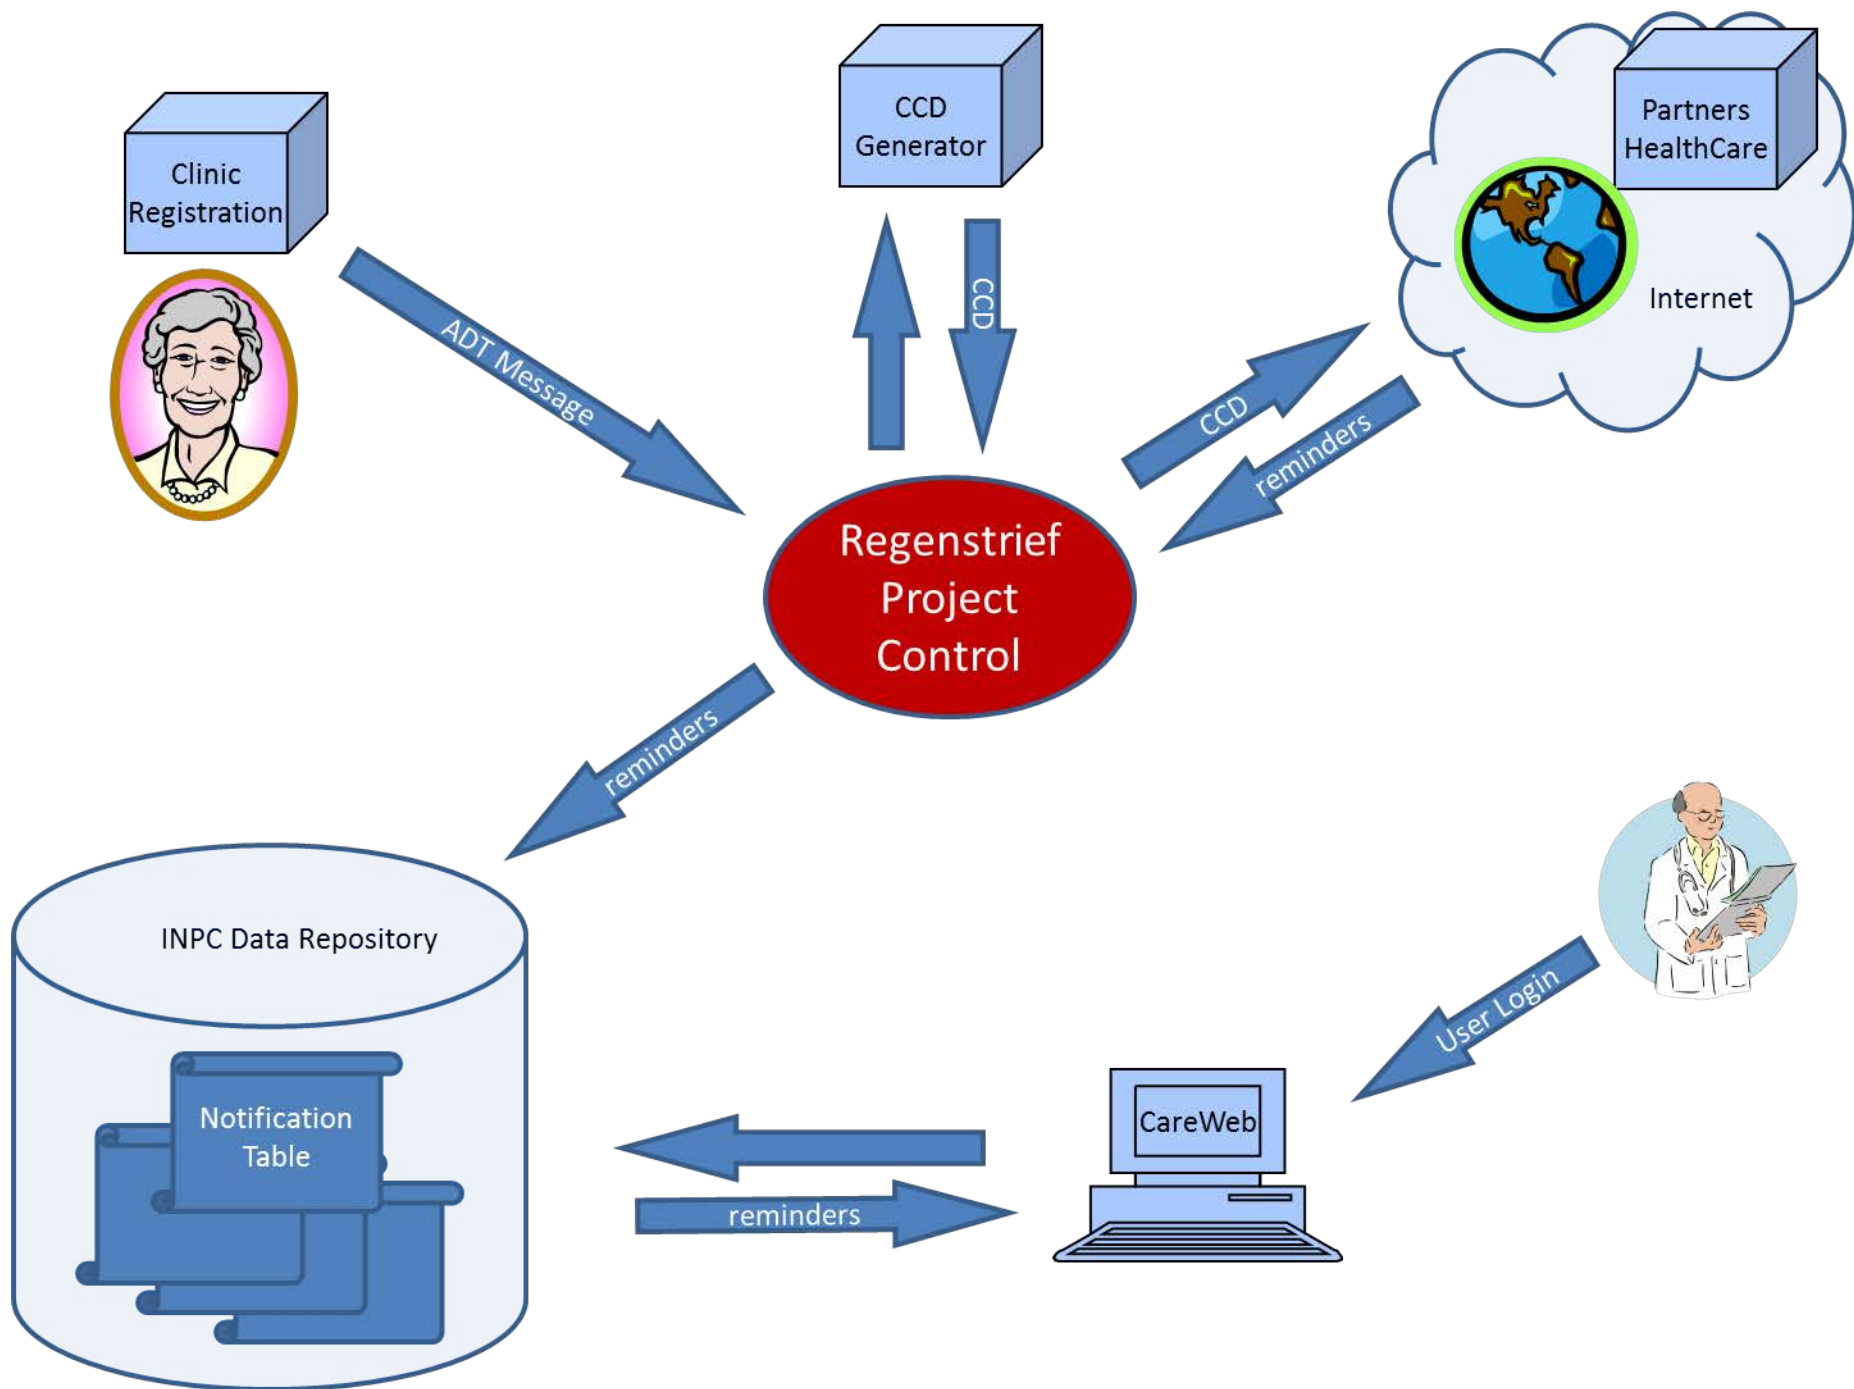 CCD
Generator
Partners
HealthCare
Clinic
Registration
Internet
ADT Message
CCD
CCD
reminders
Regenstrief
Project
Control
reminders
INPC Data Repository
User Login
Notification
Table
CareWeb
reminders